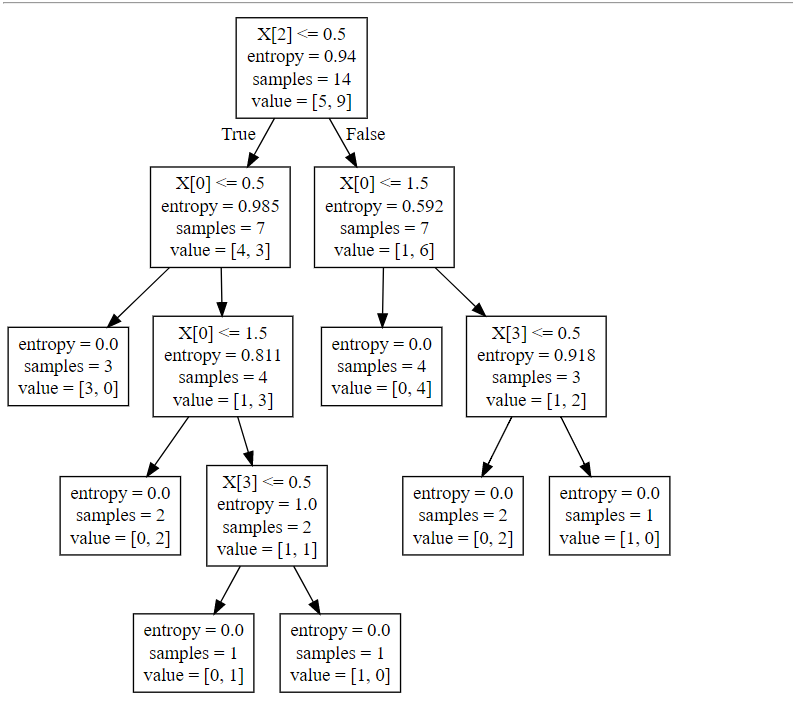 X[2] <= 0.5
entropy = 0.94
samples = 14
value = [5, 9]
True
False
X[0] <= 0.5
entropy = 0.985
samples = 7
value = [4, 3]
X[0] <= 1.5
entropy = 0.592
samples = 7
value = [1, 6]
entropy = 0.0
samples = 3
value = [3, 0]
X[0] <= 1.5
entropy = 0.811
samples = 4
value = [1, 3]
entropy = 0.0
samples = 4
value = [0, 4]
X[3] <= 0.5
entropy = 0.918
samples = 3
value = [1, 2]
entropy = 0.0
samples = 2
value = [0, 2]
X[3] <= 0.5
entropy = 1.0
samples = 2
value = [1, 1]
entropy = 0.0
samples = 2
value = [0, 2]
entropy = 0.0
samples = 1
value = [1, 0]
entropy = 0.0
samples = 1
value = [0, 1]
entropy = 0.0
samples = 1
value = [1, 0]